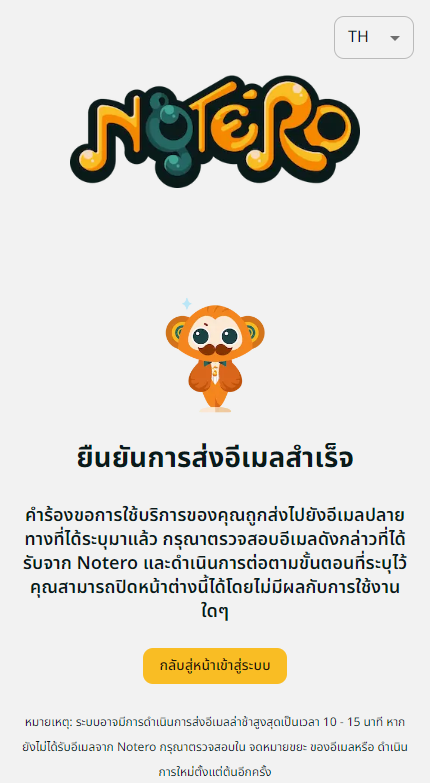 TH
NOTERO
ยืนยันการส่งอีเมลสำเร็จ
คำร้องขอการใช้บริการของคุณถูกส่งไปยังอีเมลปลาย
ทางที่ได้ระบุมาแล้ว กรุณาตรวจสอบอีเมลดังกล่าวที่ได้
รับจาก Notero และดำเนินการต่อตามขั้นตอนที่ระบุไว้
คุณสามารถปิดหน้าต่างนี้ได้โดยไม่มีผลกับการใช้งาน
ใดๆ
กลับสู่หน้าเข้าสู่ระบบ
หมายเหตุ: ระบบอาจมีการดำเนินการส่งอีเมลล่าช้าสูงสุดเป็นเวลา 10 - 15 นาที หาก
ยังไม่ได้รับอีเมลจาก Notero กรุณาตรวจสอบใน จดหมายขยะ ของอีเมลหรือ ดำเนิน
การใหม่ตั้งแต่ต้นอีกครั้ง